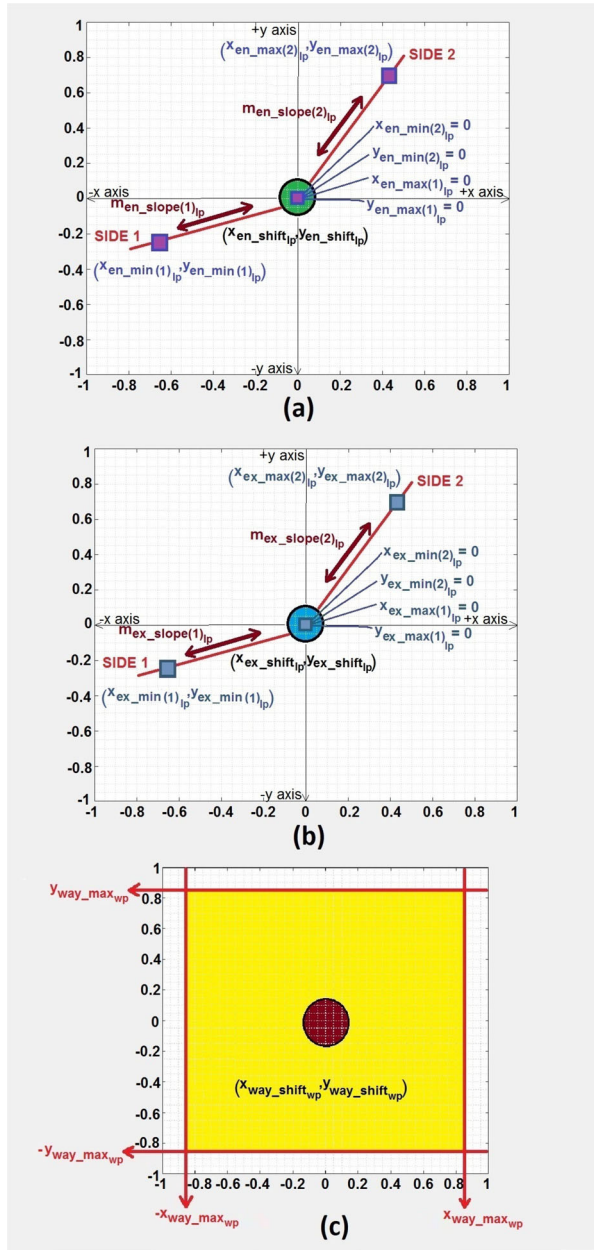 +y axis
(x_en_max(2)_lp, y_en_max(2)_lp)
SIDE 2
m_en_slope(2)_lp
x_en_min(2)_lp = 0
y_en_min(2)_lp = 0
x_en_max(1)_lp = 0
-x axis
+x axis
m_en_slope(1)_lp
y_en_max(1)_lp = 0
SIDE 1
(x_en_shift_lp, y_en_shift_lp)
(x_en_min(1)_lp, y_en_min(1)_lp)
-y axis
1
0.8
0.6
0.4
0.2
0
-0.2
-0.4
-0.6
-0.8
-1
-1 -0.8 -0.6 -0.4 -0.2 0 0.2 0.4 0.6 0.8 1
(a)
+y axis
(x_ex_max(2)_lp, y_ex_max(2)_lp)
SIDE 2
m_ex_slope(2)_lp
x_ex_min(2)_lp = 0
y_ex_min(2)_lp = 0
x_ex_max(1)_lp = 0
-x axis
+x axis
m_ex_slope(1)_lp
y_ex_max(1)_lp = 0
SIDE 1
(x_ex_shift_lp, y_ex_shift_lp)
(x_ex_min(1)_lp, y_ex_min(1)_lp)
-y axis
1
0.8
0.6
0.4
0.2
0
-0.2
-0.4
-0.6
-0.8
-1
-1 -0.8 -0.6 -0.4 -0.2 0 0.2 0.4 0.6 0.8 1
(b)
y_way_max_wp
1
0.8
0.6
0.4
0.2
0
-0.2
-0.4
-0.6
-0.8
-1
(x_way_shift_wp, y_way_shift_wp)
-y_way_max_wp
-1 -0.8 -0.6 -0.4 -0.2 0 0.2 0.4 0.6 0.8 1
-x_way_max_wp
(c)
x_way_max_wp